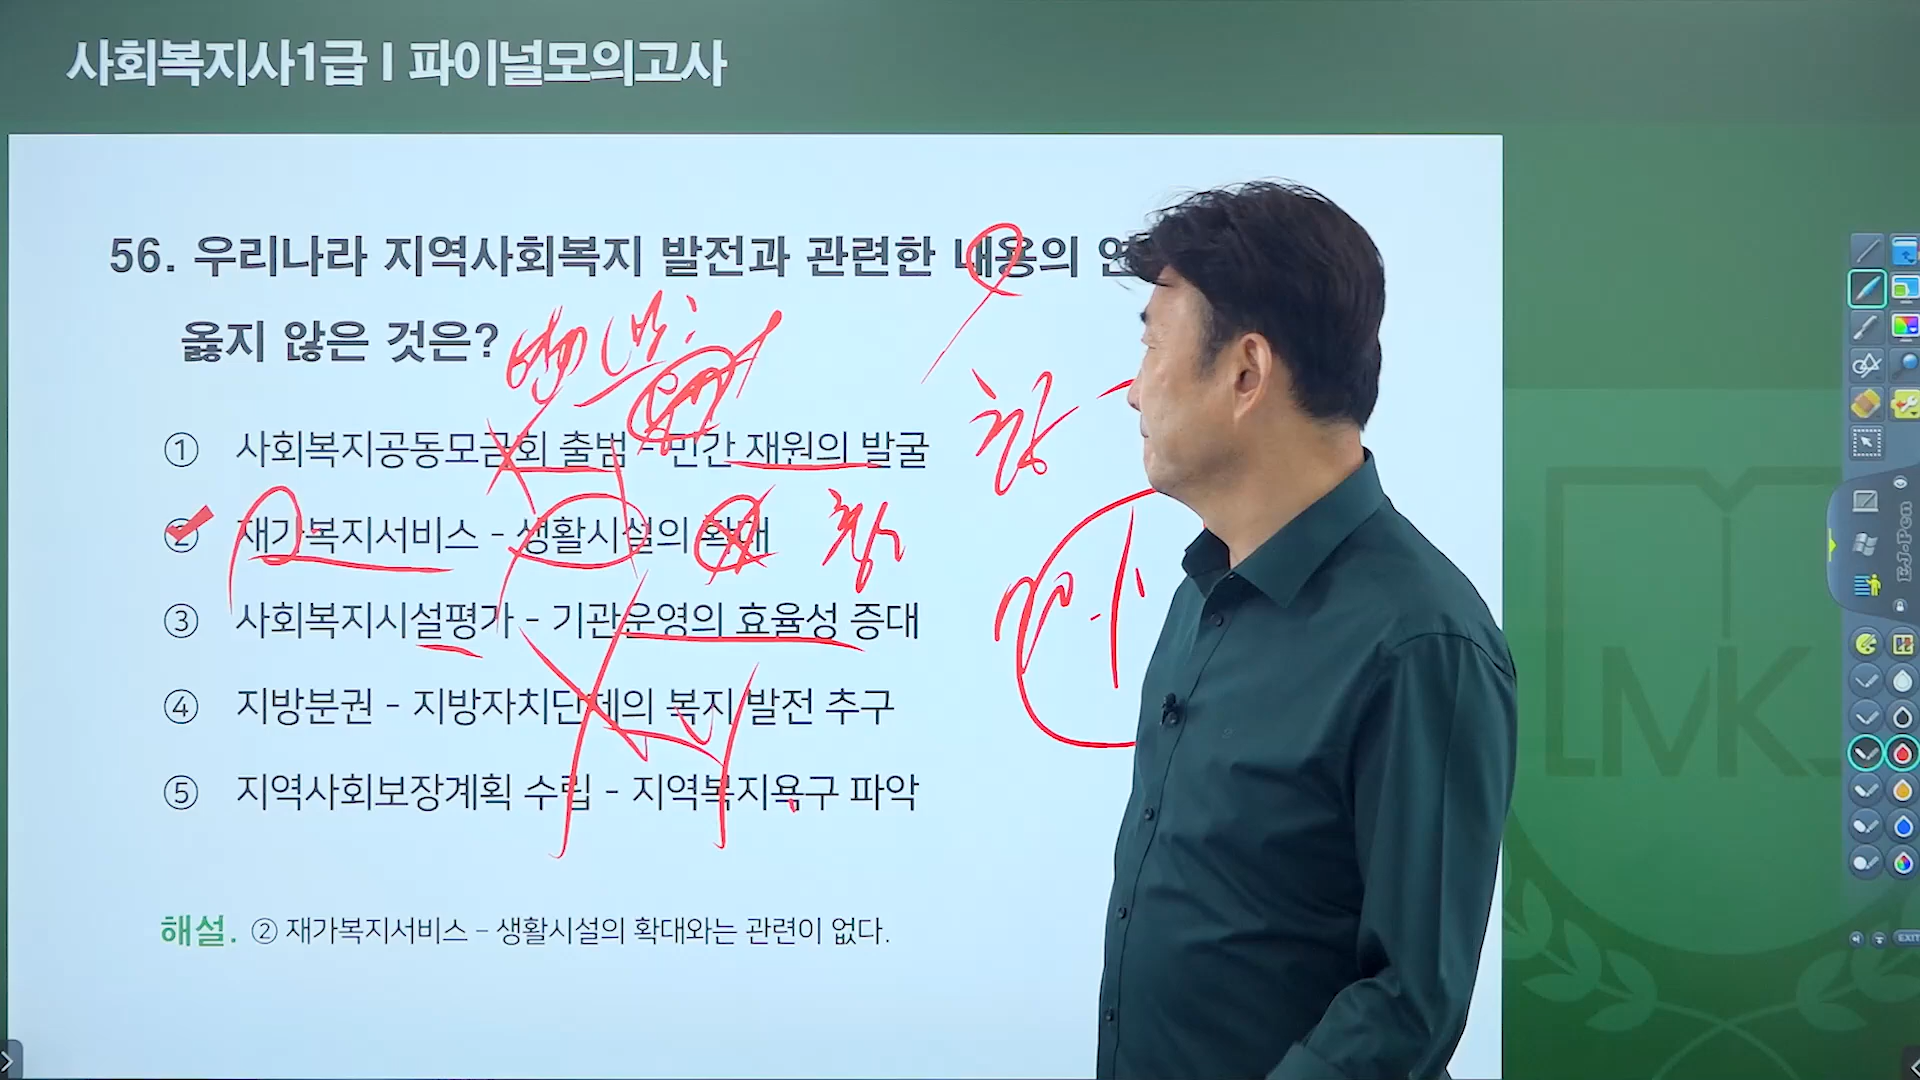 사회복지사1급 I 파이널모의고사
56. 우리나라 지역사회복지 발전과 관련한 내용의
옳지 않은 것은?
① 사회복지공동모금회 출범 - 민간 재원의 발굴
② 재가복지서비스 - 생활시설의 확대
③ 사회복지시설평가 - 기관운영의 효율성 증대
④ 지방분권 - 지방자치단체의 복지 발전 추구
⑤ 지역사회보장계획 수립 - 지역복지욕구 파악
해설. ② 재가복지서비스 - 생활시설의 확대와는 관련이 없다.
MK
EJ-Pen
EXIT